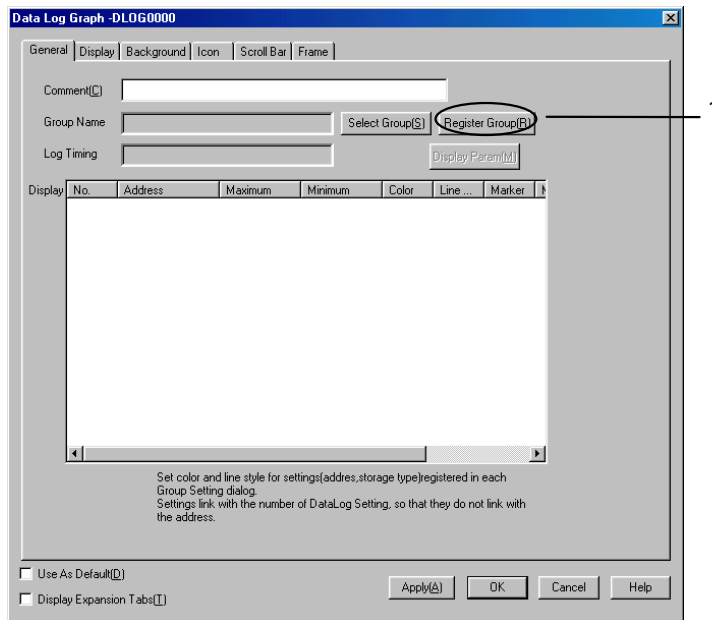 Data Log Graph -DLOG0000
General Display Background Icon Scroll Bar Frame
Comment(C)
Group Name Select Group(S) Register Group(R)
1
Log Timing Display Param(M)
Display No. Address Maximum Minimum Color Line ... Marker
Set color and line style for settings(addres,storage type)registered in each
Group Setting dialog.
Settings link with the number of DataLog Setting, so that they do not link with
the address.
Use As Default(D)
Apply(A) OK Cancel Help
Display Expansion Tabs(T)